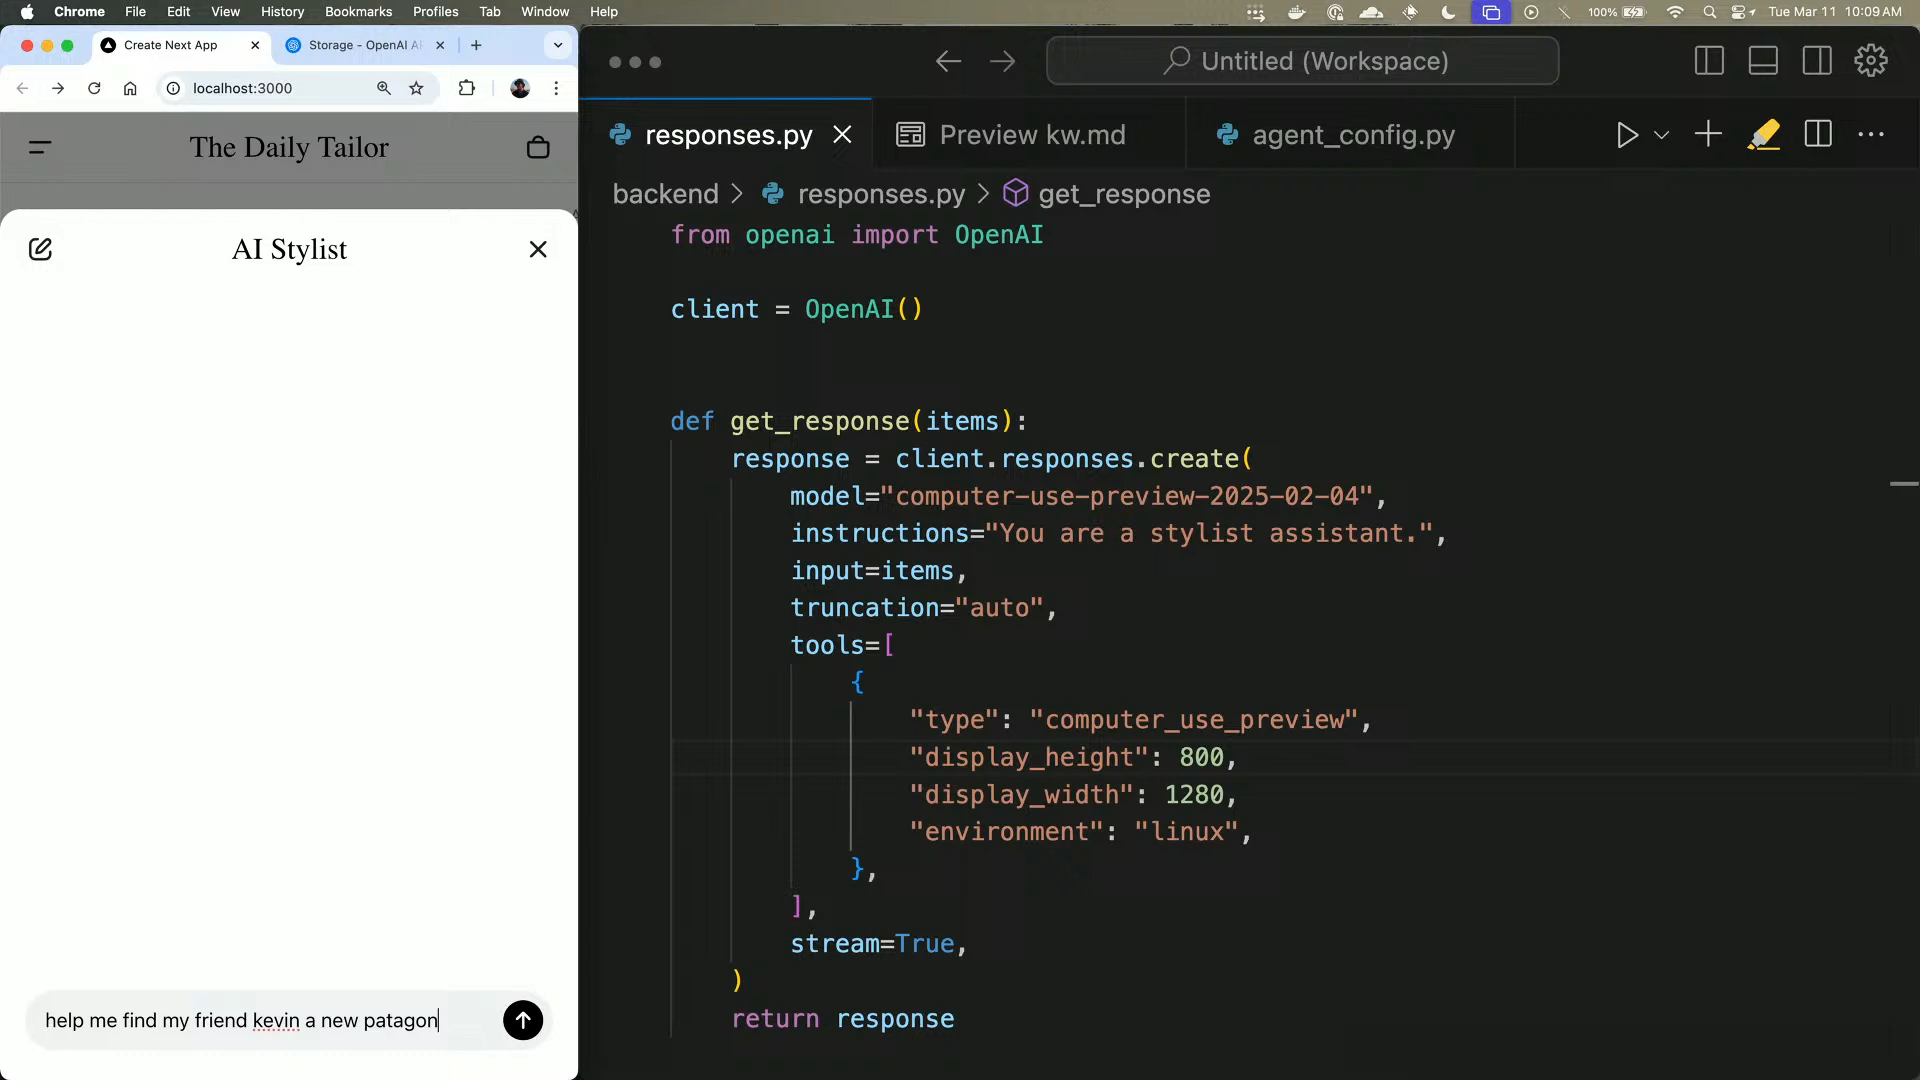 Chrome File Edit View History Bookmarks Profiles Tab Window Help
100% Tue Mar 11 10:09 AM
Create Next App
Storage - OpenAI A
localhost:3000
The Daily Tailor
AI Stylist
help me find my friend kevin a new patagon
Untitled (Workspace)
responses.py
Preview kw.md
agent_config.py
backend > responses.py > get_response
from openai import OpenAI
client = OpenAI()
def get_response(items):
response = client.responses.create(
model="computer-use-preview-2025-02-04",
instructions="You are a stylist assistant.",
input=items,
truncation="auto",
tools=[
{
"type": "computer_use_preview",
"display_height": 800,
"display_width": 1280,
"environment": "linux",
},
],
stream=True,
)
return response